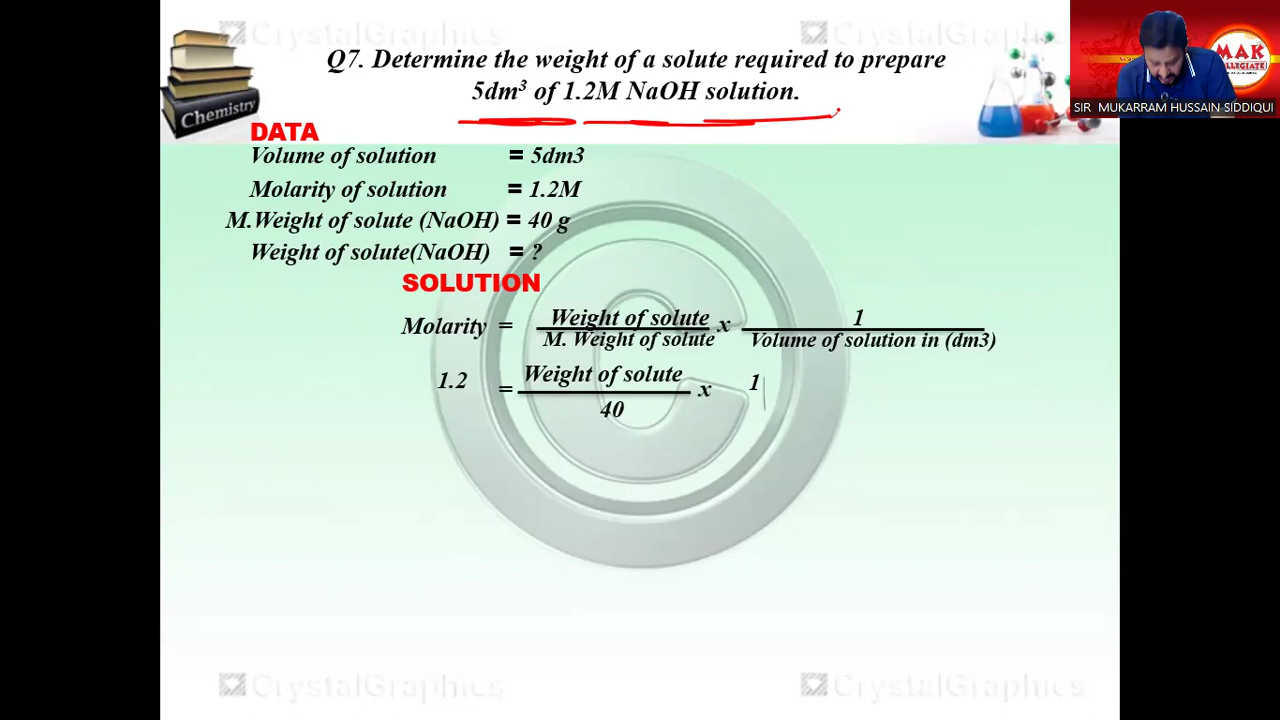 CrystalGraphics
CrystalGraphics
Q7. Determine the weight of a solute required to prepare
5dm³ of 1.2M NaOH solution.
Chemistry
MAK
SIR MUKARRAM HUSSAIN SIDDIQUI
DATA
Volume of solution = 5dm3
Molarity of solution = 1.2M
M.Weight of solute (NaOH) = 40 g
Weight of solute(NaOH) = ?
SOLUTION
Molarity = Weight of solute x 1
M. Weight of solute Volume of solution in (dm3)
1.2 = Weight of solute x 1
40
CrystalGraphics
CrystalGraphics